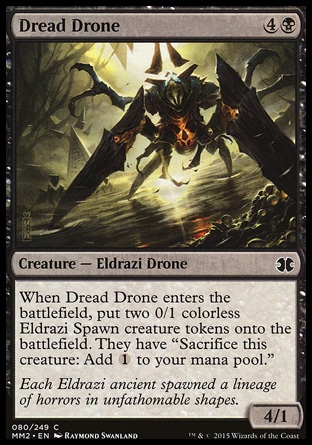 Dread Drone 4
Creature — Eldrazi Drone
When Dread Drone enters the
battlefield, put two 0/1 colorless
Eldrazi Spawn creature tokens onto the
battlefield. They have “Sacrifice this
creature: Add 1 to your mana pool.”
Each Eldrazi ancient spawned a lineage
of horrors in unfathomable shapes.
4/1
080/249 C
MM2 • EN Raymond Swanland
™ & © 2015 Wizards of the Coast